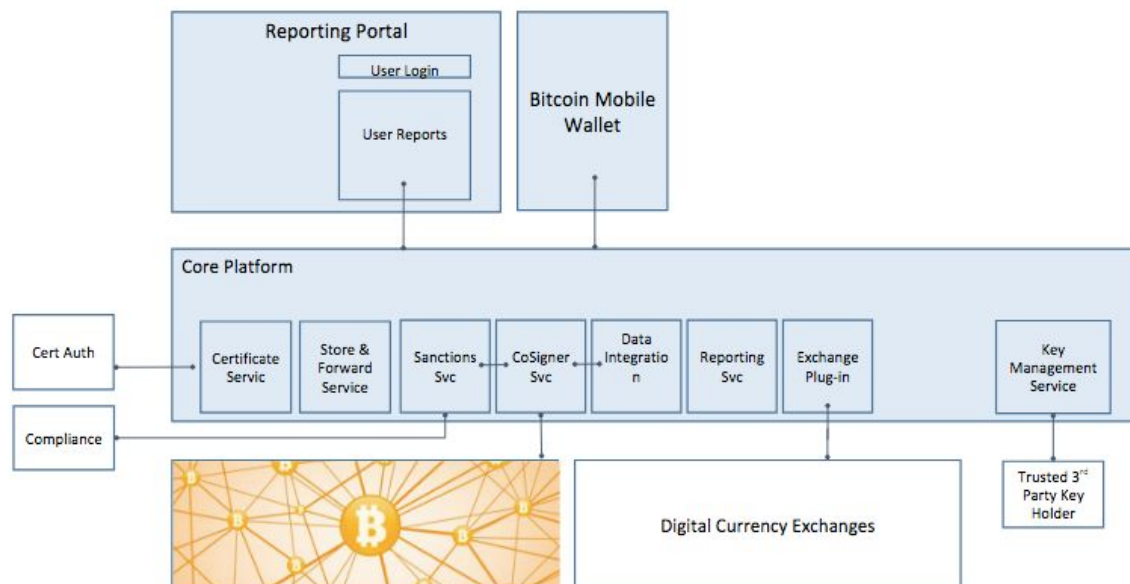 Reporting Portal
User Login
User Reports
Bitcoin Mobile
Wallet
Core Platform
Cert Auth
Compliance
Certificate
Servic
Store &
Forward
Service
Sanctions
Svc
CoSigner
Svc
Data
Integratio
n
Reporting
Svc
Exchange
Plug-in
Key
Management
Service
Digital Currency Exchanges
Trusted 3rd
Party Key
Holder